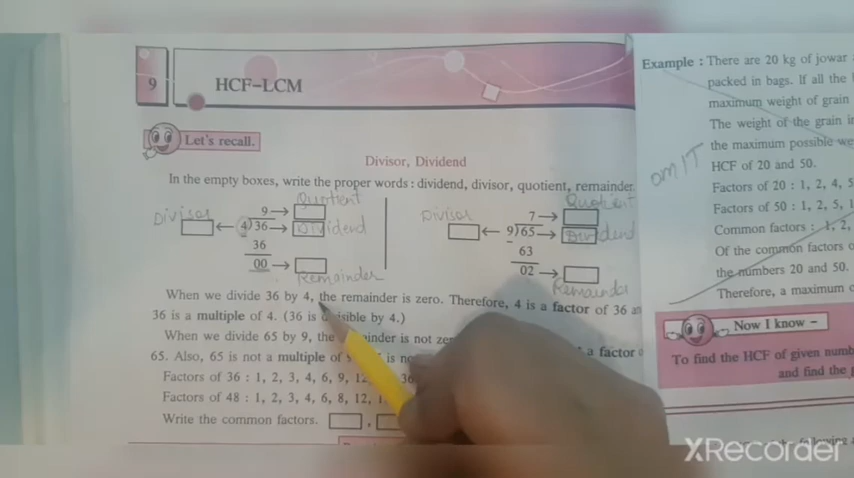 9 HCF–LCM
Let's recall.
Divisor, Dividend
In the empty boxes, write the proper words : dividend, divisor, quotient, remainder.
Quotient
9
Divisor 4)36 Dividend
36
00
Remainder
Quotient
7
Divisor 9)65 Dividend
63
02
Remainder
When we divide 36 by 4, the remainder is zero. Therefore, 4 is a factor of 36
36 is a multiple of 4. (36 is divisible by 4.)
When we divide 65 by 9, the remainder is not a factor
65. Also, 65 is not a multiple of
Factors of 36 : 1, 2, 3, 4, 6, 9, 36
Factors of 48 : 1, 2, 3, 4, 6, 8, 12,
Write the common factors. ,
Example : There are 20 kg of jowar
packed in bags. If all the
maximum weight of grain
The weight of the grain
the maximum possible
HCF of 20 and 50.
OMIT
Factors of 20 : 1, 2, 4, 5
Factors of 50 : 1, 2, 5,
Common factors : 1, 2,
Of the common factors
the numbers 20 and 50.
Therefore, a maximum
Now I know –
To find the HCF of given
and find the
XRecorder